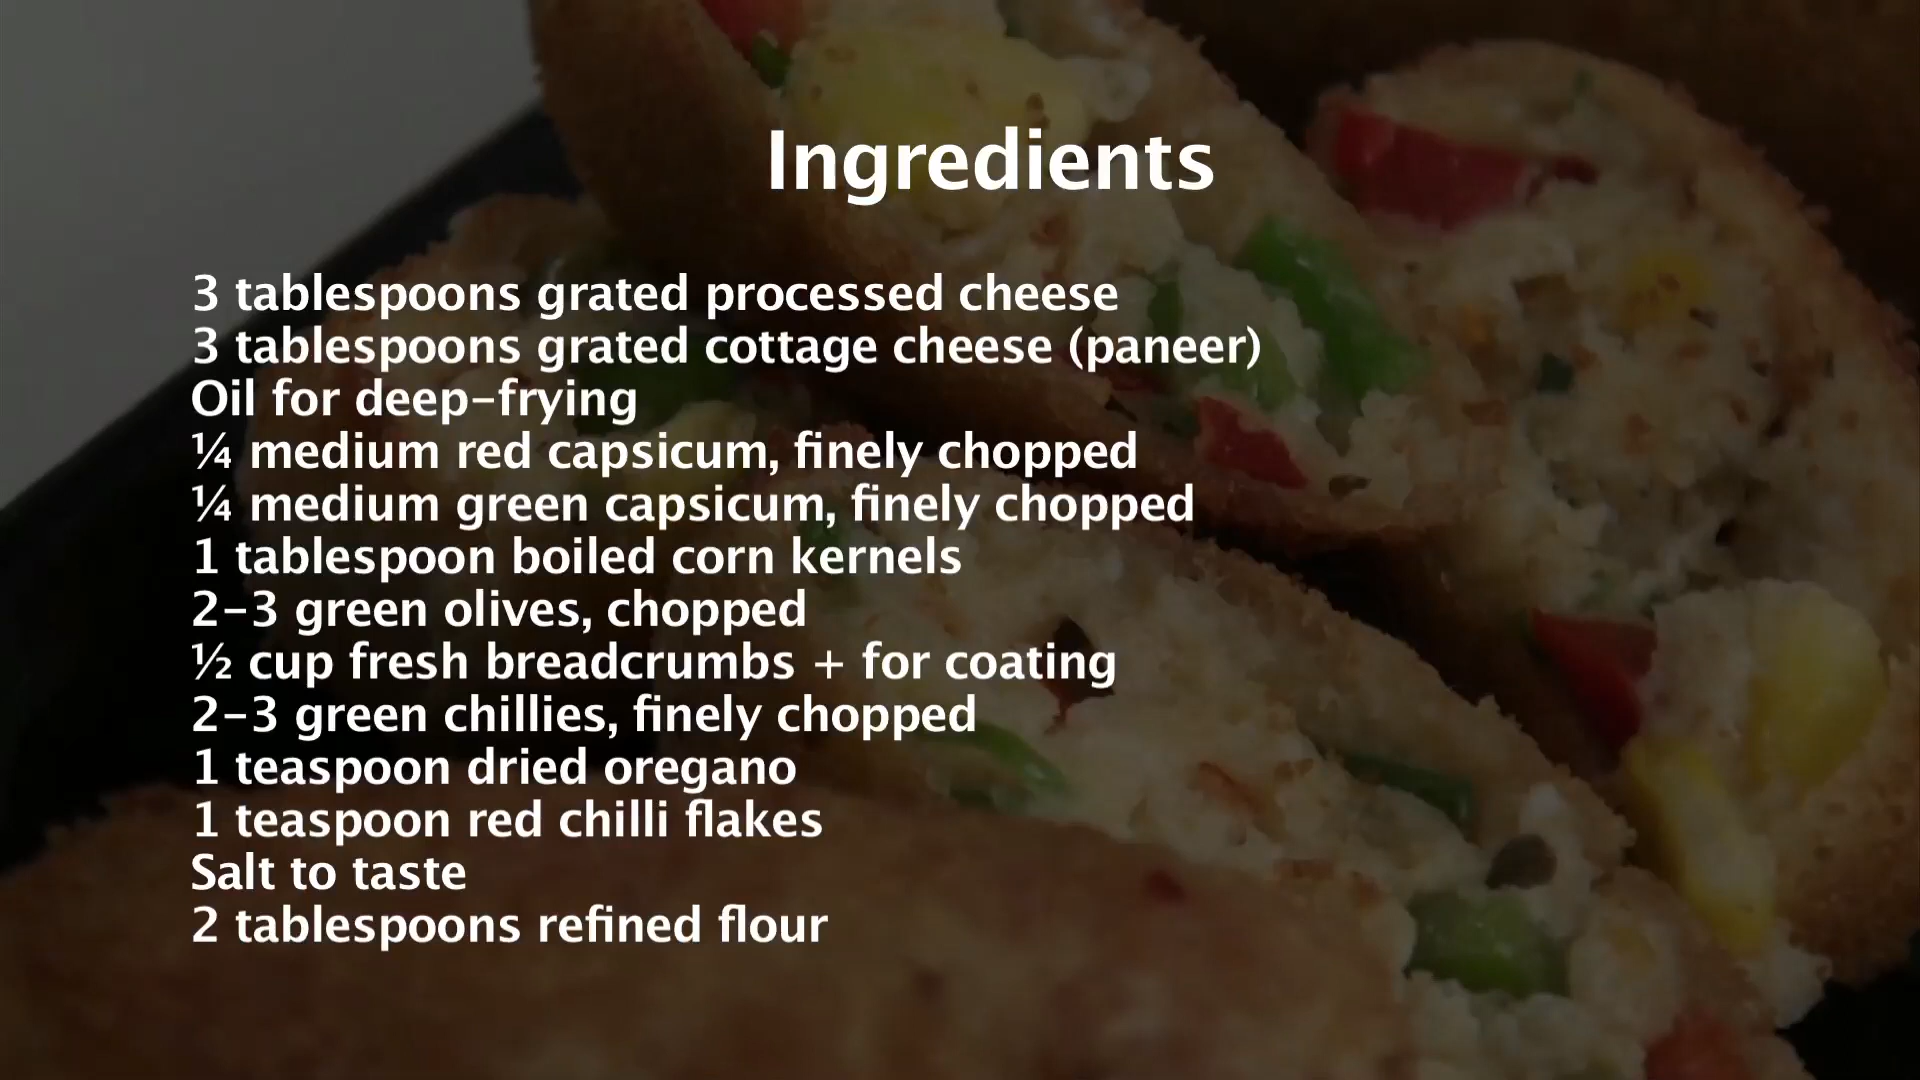 Ingredients
3 tablespoons grated processed cheese
3 tablespoons grated cottage cheese (paneer)
Oil for deep-frying
¼ medium red capsicum, finely chopped
¼ medium green capsicum, finely chopped
1 tablespoon boiled corn kernels
2-3 green olives, chopped
½ cup fresh breadcrumbs + for coating
2-3 green chillies, finely chopped
1 teaspoon dried oregano
1 teaspoon red chilli flakes
Salt to taste
2 tablespoons refined flour